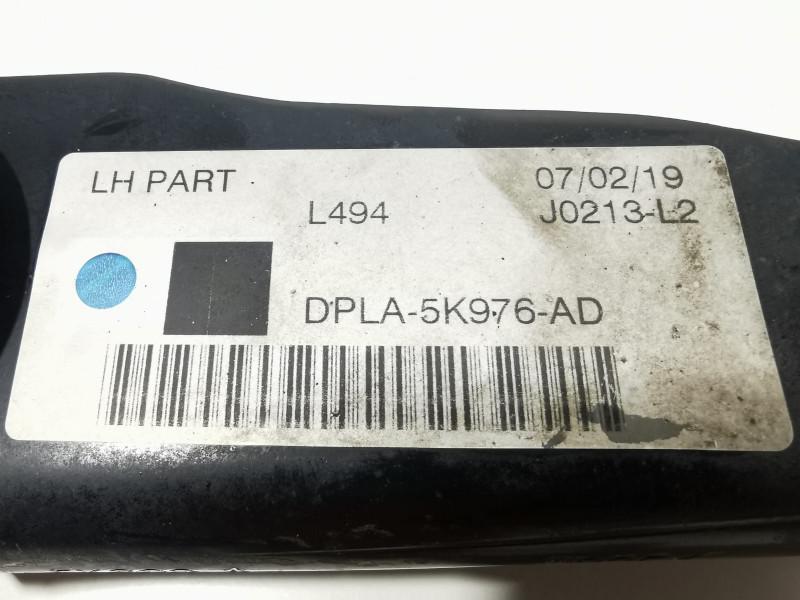 LH PART
07/02/19
L494
J0213-L2
DPLA-5K976-AD